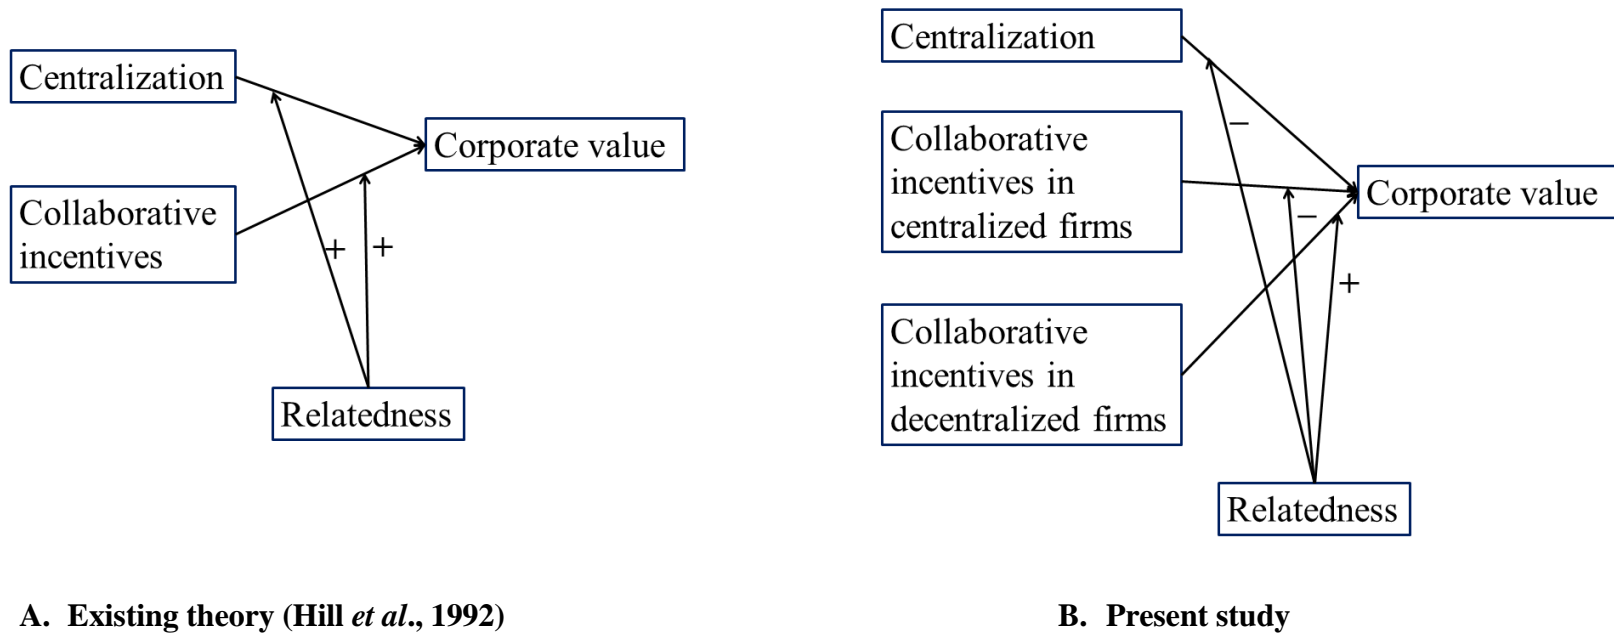 Centralization
Collaborative
incentives
Corporate value
+
+
Relatedness
A. Existing theory (Hill et al., 1992)
Centralization
Collaborative
incentives in
centralized firms
Collaborative
incentives in
decentralized firms
Corporate value
−
−
+
Relatedness
B. Present study